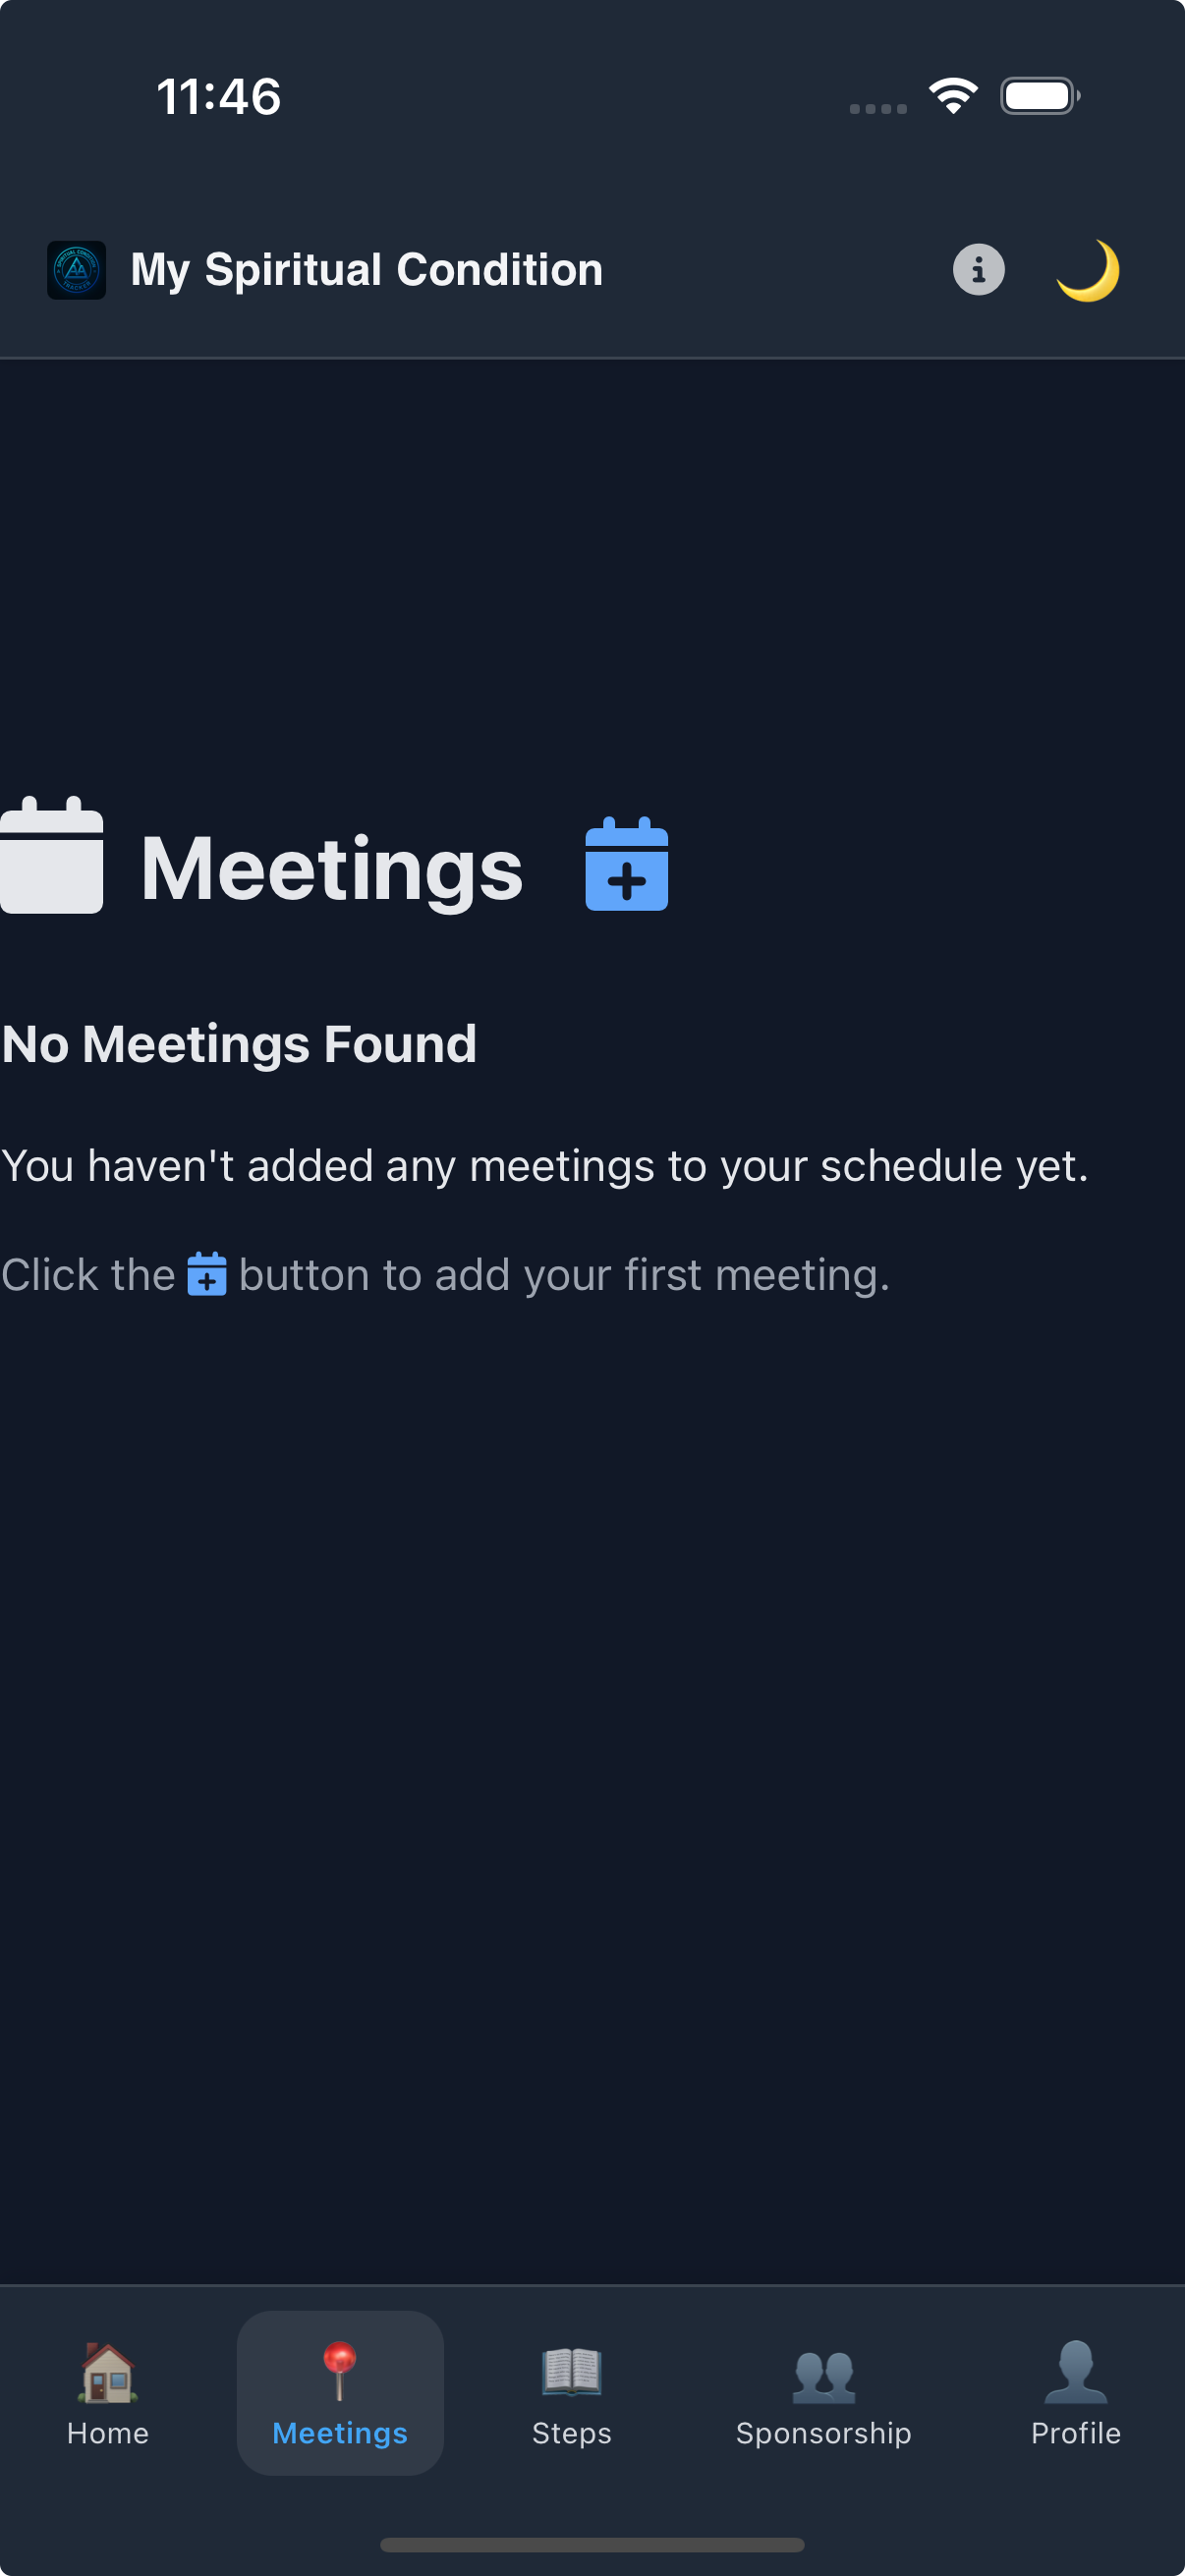 11:46
My Spiritual Condition
Meetings
No Meetings Found
You haven't added any meetings to your schedule yet.
Click the button to add your first meeting.
Home
Meetings
Steps
Sponsorship
Profile